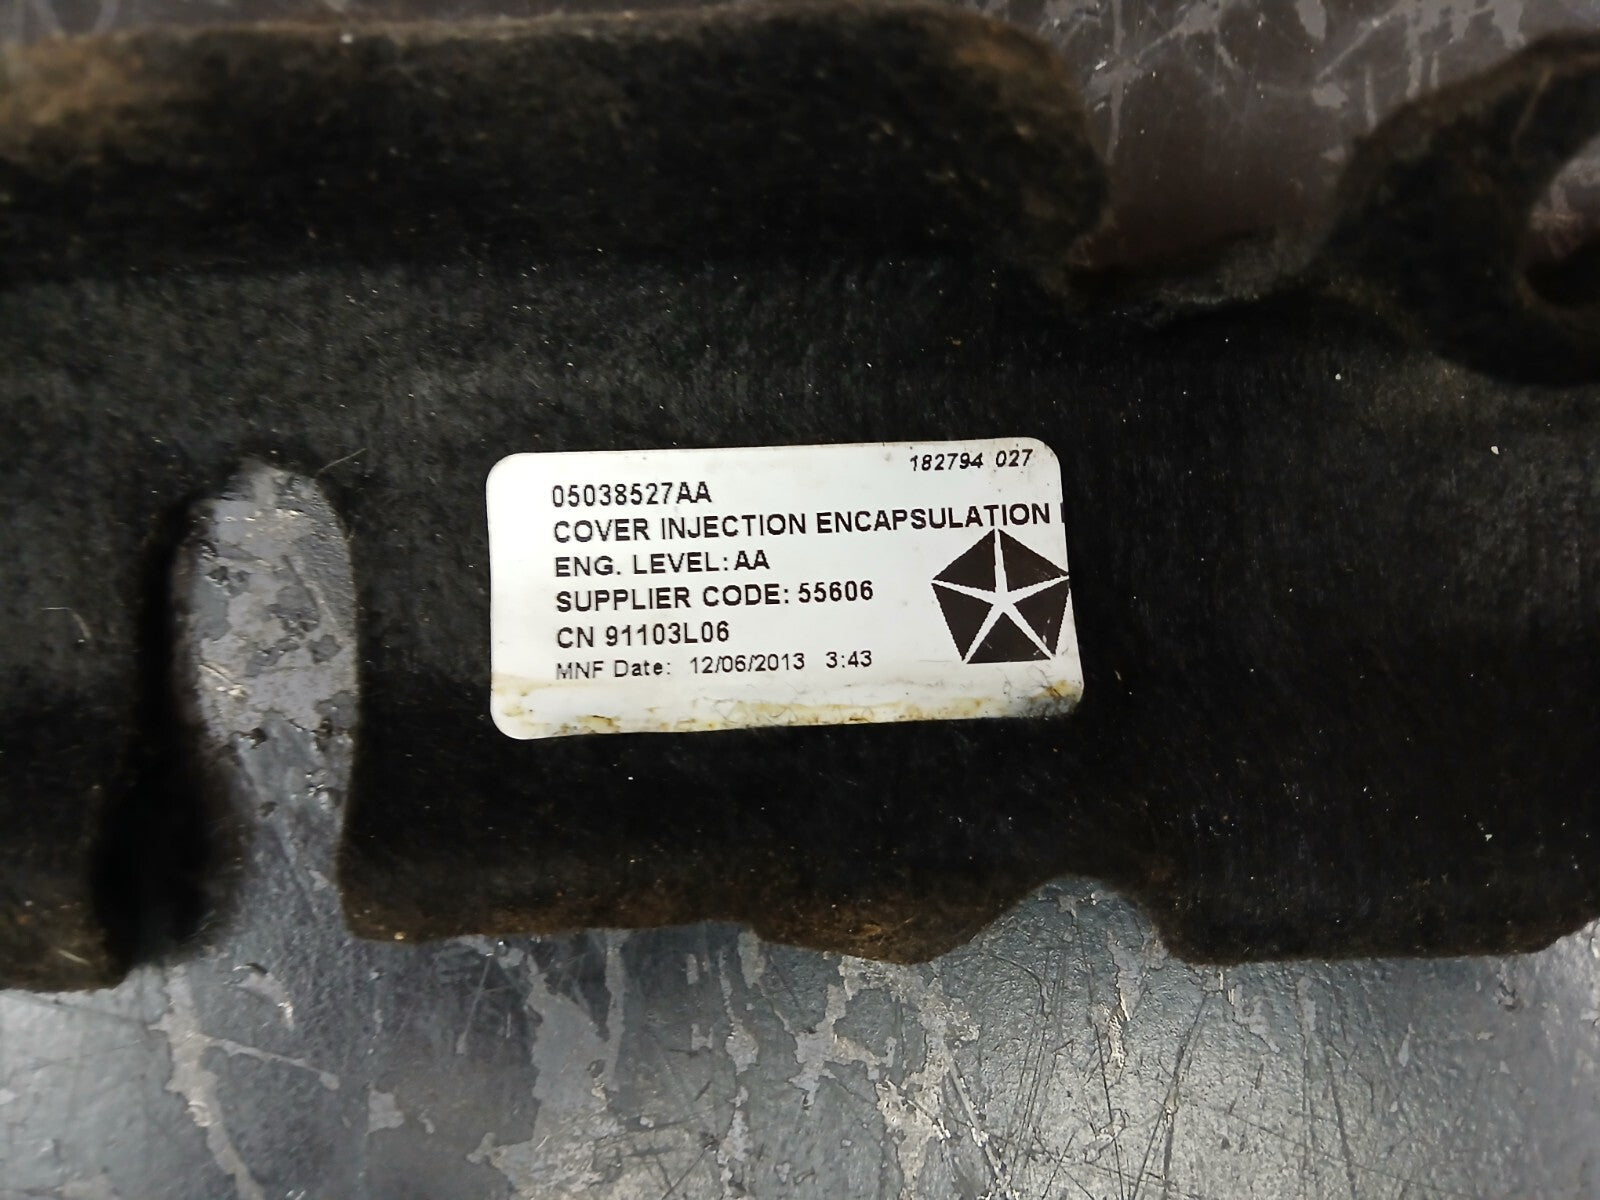 182794 027
05038527AA
COVER INJECTION ENCAPSULATION
ENG. LEVEL: AA
SUPPLIER CODE: 55606
CN 91103L06
MNF Date: 12/06/2013 3:43